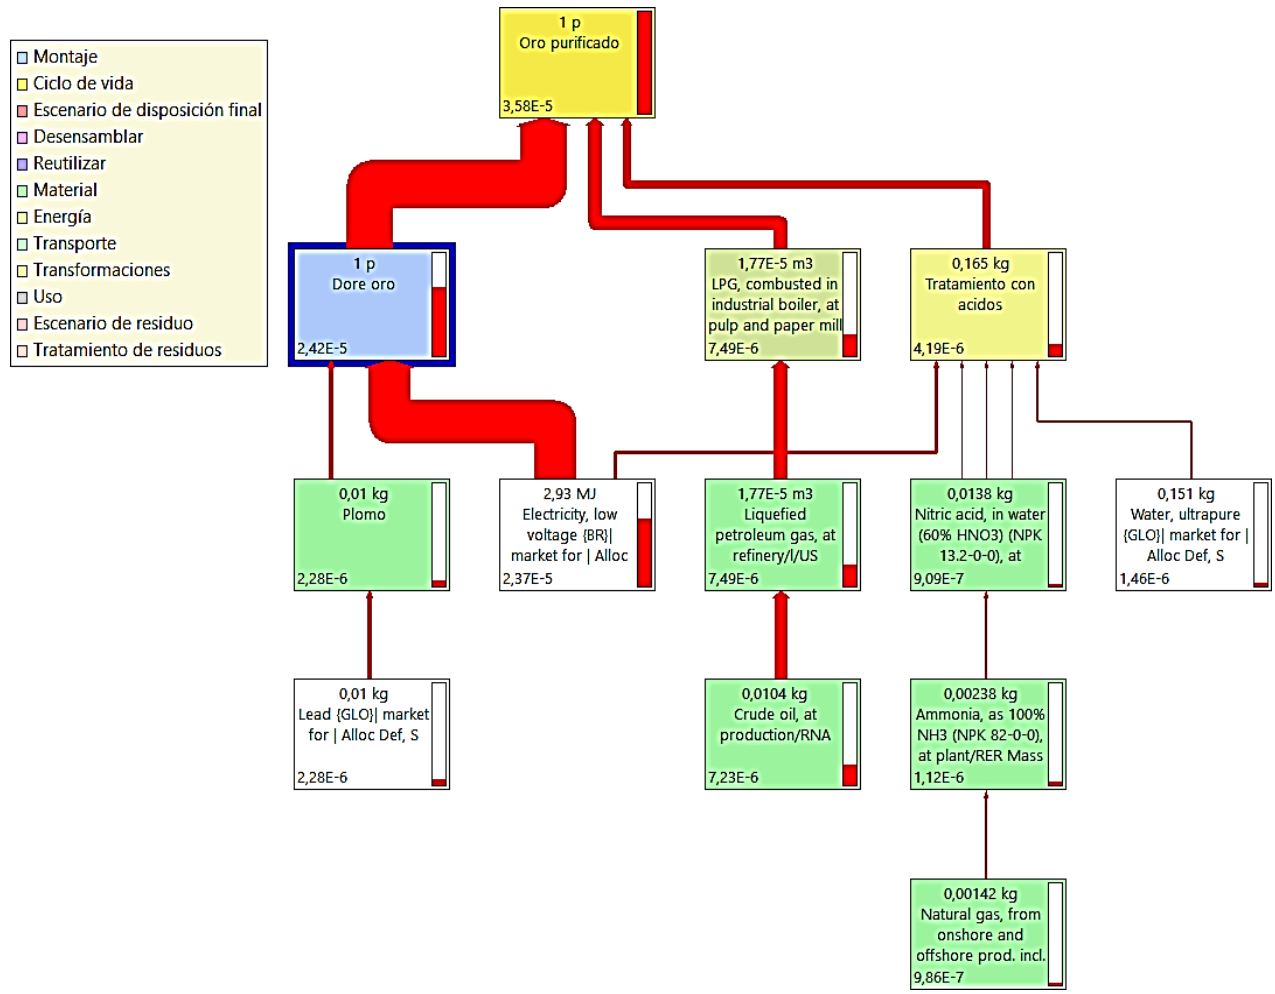 Montaje
Ciclo de vida
Escenario de disposición final
Desensamblar
Reutilizar
Material
Energía
Transporte
Transformaciones
Uso
Escenario de residuo
Tratamiento de residuos
1 p
Oro purificado
3,58E-5
1 p
Dore oro
2,42E-5
1,77E-5 m3
LPG, combusted in
industrial boiler, at
pulp and paper mill
7,49E-6
0,165 kg
Tratamiento con
acidos
4,19E-6
0,01 kg
Plomo
2,28E-6
2,93 MJ
Electricity, low
voltage {BR}|
market for | Alloc
2,37E-5
1,77E-5 m3
Liquefied
petroleum gas, at
refinery/l/US
7,49E-6
0,0138 kg
Nitric acid, in water
(60% HNO3) (NPK
13.2-0-0), at
9,09E-7
0,151 kg
Water, ultrapure
{GLO}| market for |
Alloc Def, S
1,46E-6
0,01 kg
Lead {GLO}| market
for | Alloc Def, S
2,28E-6
0,0104 kg
Crude oil, at
production/RNA
7,23E-6
0,00238 kg
Ammonia, as 100%
NH3 (NPK 82-0-0),
at plant/RER Mass
1,12E-6
0,00142 kg
Natural gas, from
onshore and
offshore prod. incl.
9,86E-7